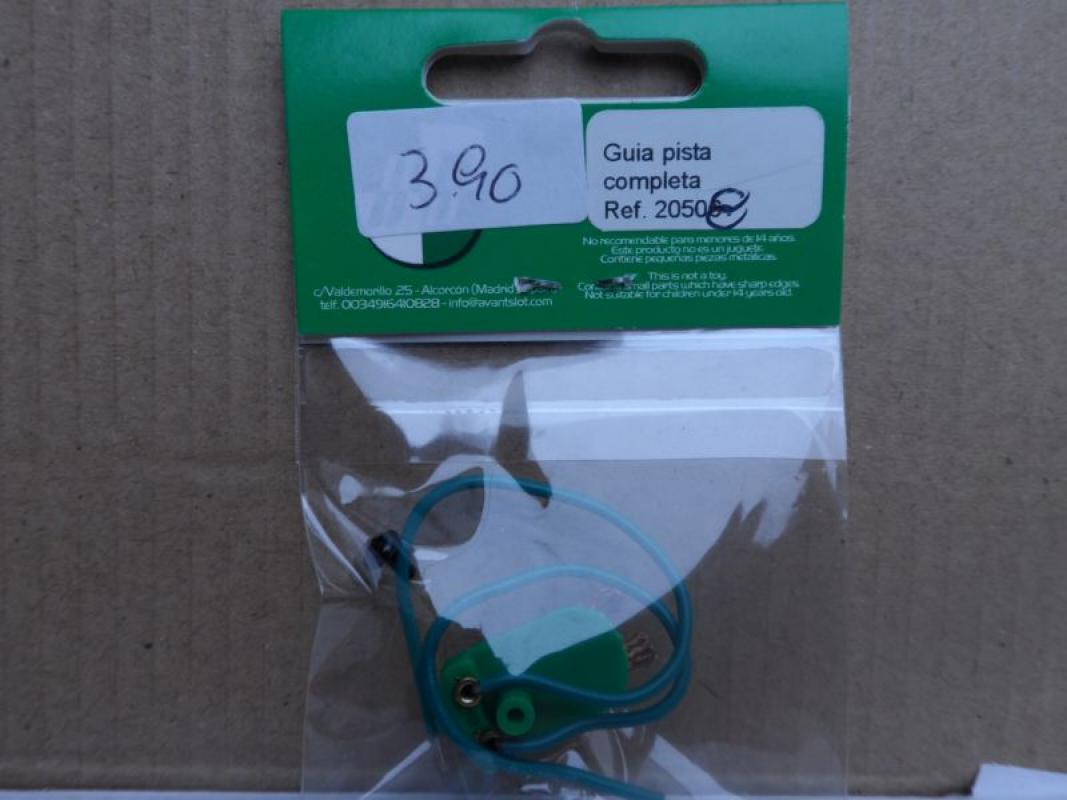 3.90
Guia pista
completa
Ref. 2050
No recomendable para menores de 14 años.
Este producto no es un juguete.
Contiene pequeñas piezas metálicas.
This is not a toy.
small parts which have sharp edges.
Not suitable for children under 14 years old.
c/Valdemorillo 25 - Alcorcón (Madrid)
telf. 0034916410828 - info@avantslot.com